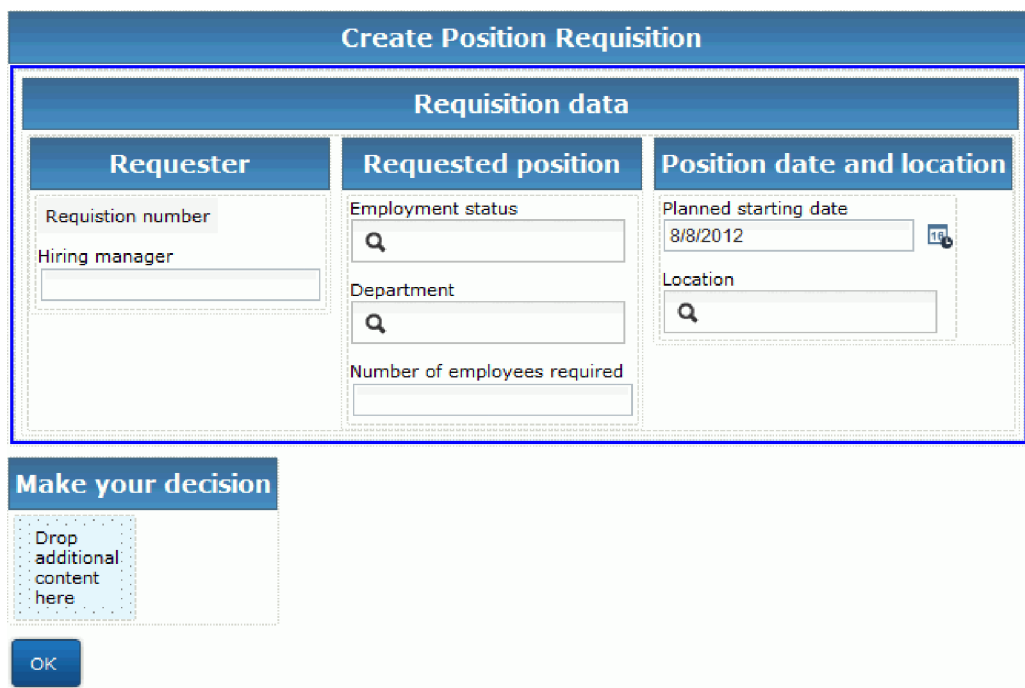 Create Position Requisition
Requisition data
Requester
Requistion number
Hiring manager
Requested position
Employment status
Department
Number of employees required
Position date and location
Planned starting date
8/8/2012
16
Location
Make your decision
Drop
additional
content
here
OK